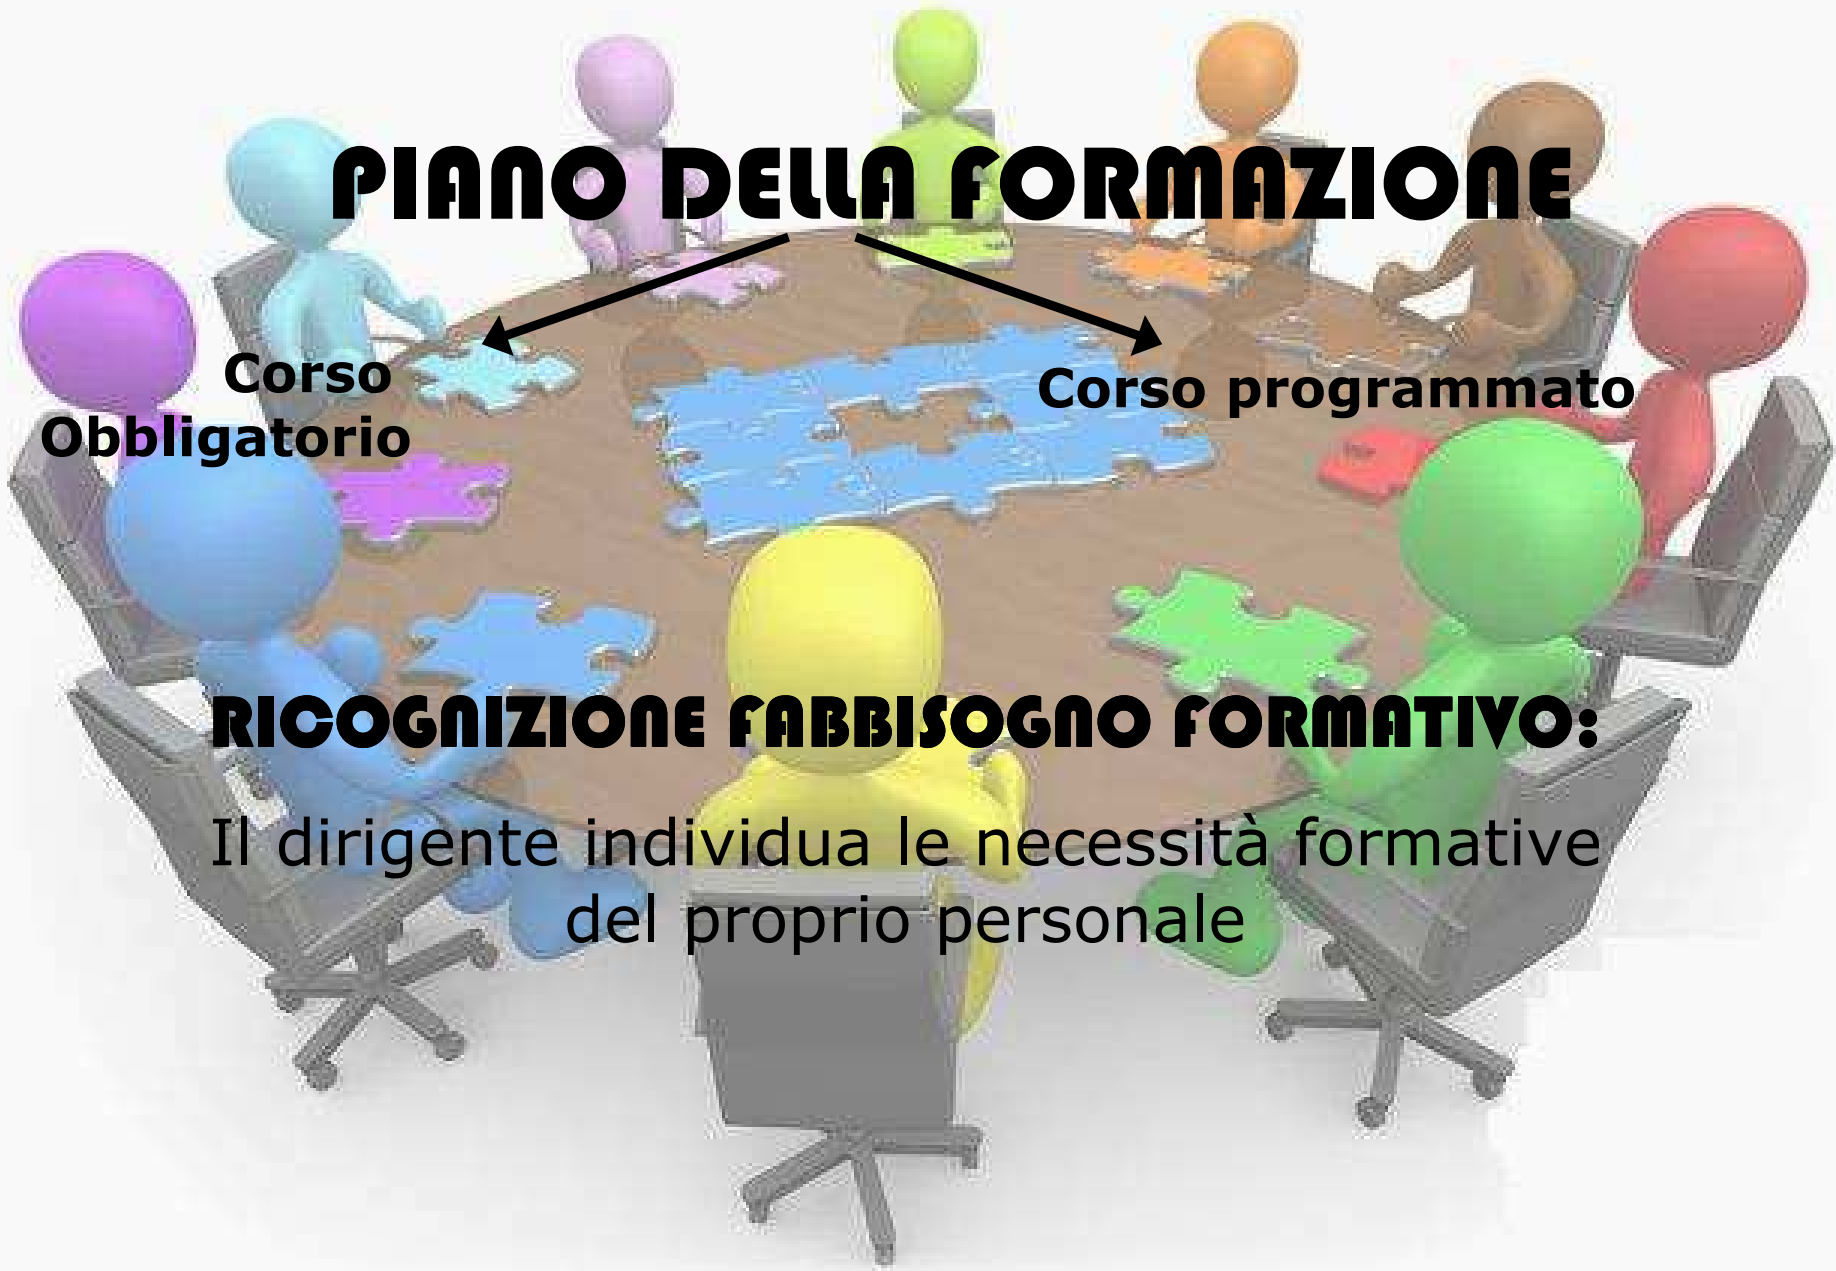 PIANO DELLA FORMAZIONE
Corso
Obbligatorio
Corso programmato
RICOGNIZIONE FABBISOGNO FORMATIVO:
Il dirigente individua le necessità formative
del proprio personale